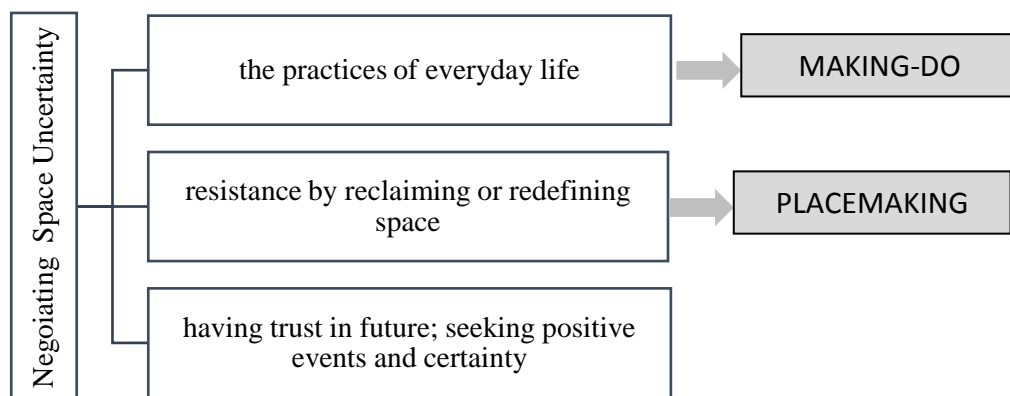 Negoiating Space Uncertainty
the practices of everyday life
MAKING-DO
resistance by reclaiming or redefining
space
PLACEMAKING
having trust in future; seeking positive
events and certainty